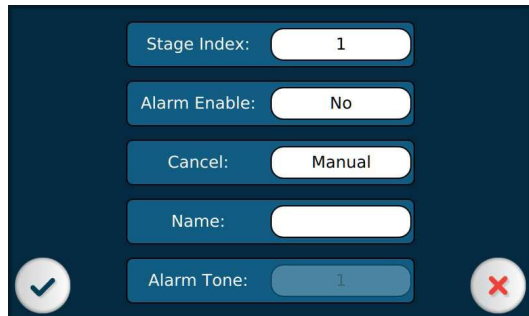 Stage Index: 1
Alarm Enable: No
Cancel: Manual
Name:
Alarm Tone: 1